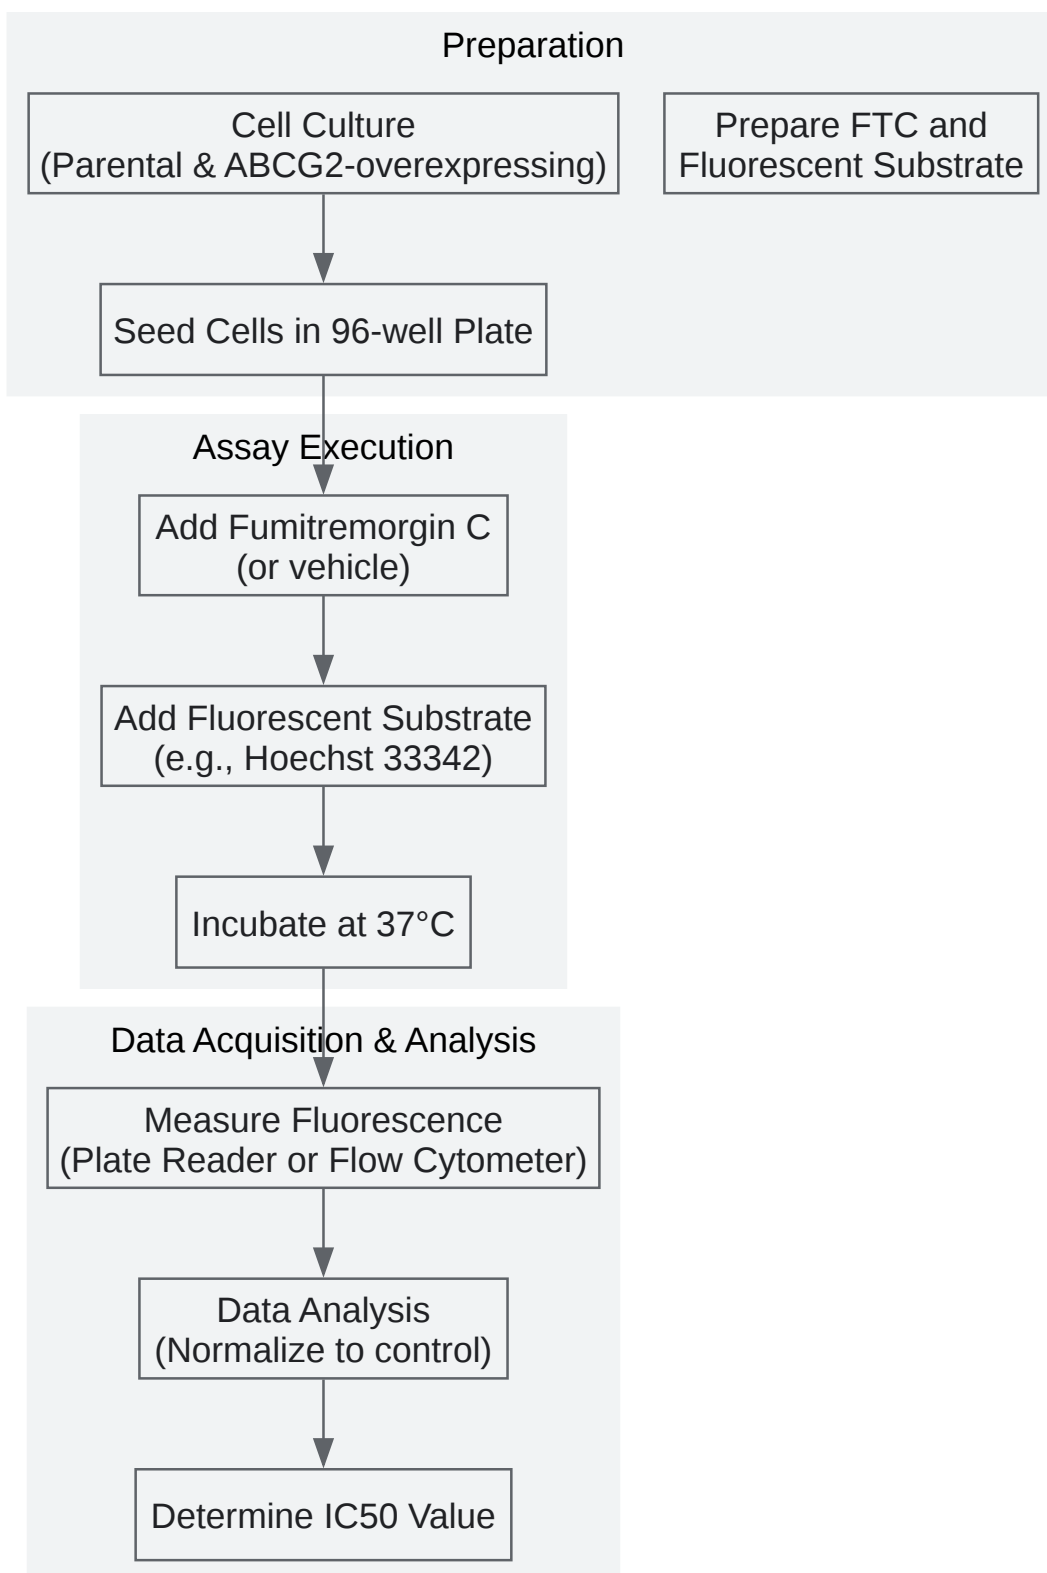 Preparation
Cell Culture
(Parental & ABCG2-overexpressing)
Prepare FTC and
Fluorescent Substrate
Seed Cells in 96-well Plate
Assay Execution
Add Fumitremorgin C
(or vehicle)
Add Fluorescent Substrate
(e.g., Hoechst 33342)
Incubate at 37°C
Data Acquisition & Analysis
Measure Fluorescence
(Plate Reader or Flow Cytometer)
Data Analysis
(Normalize to control)
Determine IC50 Value